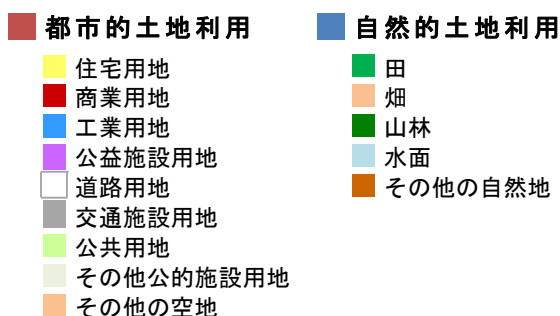 都市的土地利用
住宅用地
商業用地
工業用地
公益施設用地
道路用地
交通施設用地
公共用地
その他公的施設用地
その他の空地
自然的土地利用
田
畑
山林
水面
その他の自然地